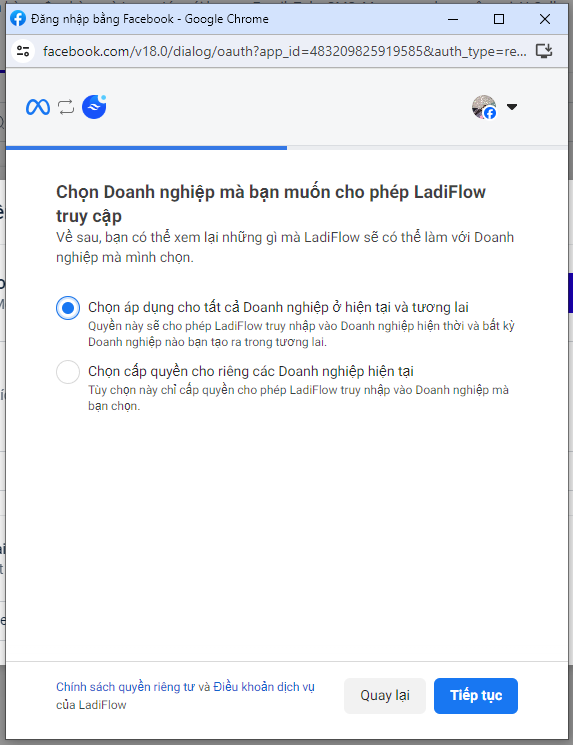 Đăng nhập bằng Facebook - Google Chrome
facebook.com/v18.0/dialog/oauth?app_id=483209825919585&auth_type=re...
Chọn Doanh nghiệp mà bạn muốn cho phép LadiFlow
truy cập
Về sau, bạn có thể xem lại những gì mà LadiFlow sẽ có thể làm với Doanh
nghiệp mà mình chọn.
Chọn áp dụng cho tất cả Doanh nghiệp ở hiện tại và tương lai
Quyền này sẽ cho phép LadiFlow truy nhập vào Doanh nghiệp hiện thời và bất kỳ
Doanh nghiệp nào bạn tạo ra trong tương lai.
Chọn cấp quyền cho riêng các Doanh nghiệp hiện tại
Tùy chọn này chỉ cấp quyền cho phép LadiFlow truy nhập vào Doanh nghiệp mà
bạn chọn.
Chính sách quyền riêng tư và Điều khoản dịch vụ
của LadiFlow
Quay lại
Tiếp tục